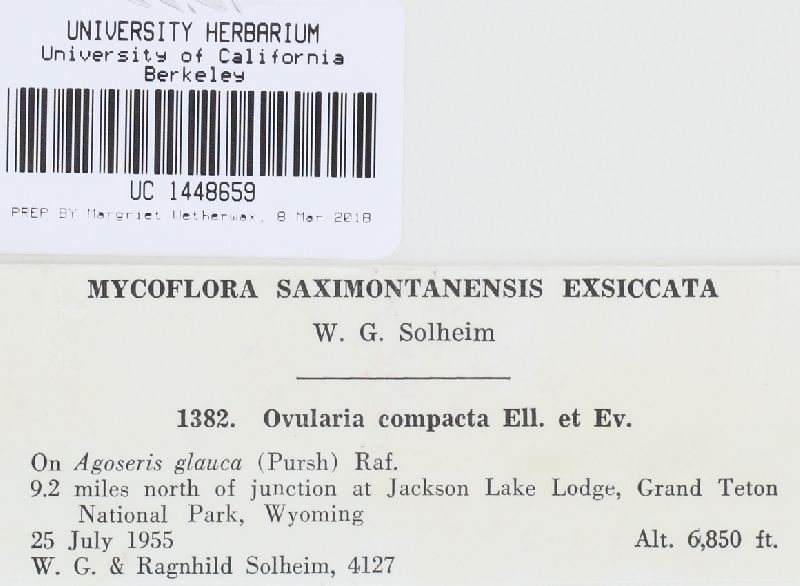 UNIVERSITY HERBARIUM
University of California
Berkeley
UC 1448659
PREP BY Margriet Wetherwax, 8 Mar 2018
MYCOFLORA SAXIMONTANENSIS EXSICCATA
W. G. Solheim
1382. Ovularia compacta Ell. et Ev.
On Agoseris glauca (Pursh) Raf.
9.2 miles north of junction at Jackson Lake Lodge, Grand Teton
National Park, Wyoming
25 July 1955 Alt. 6,850 ft.
W. G. & Ragnhild Solheim, 4127